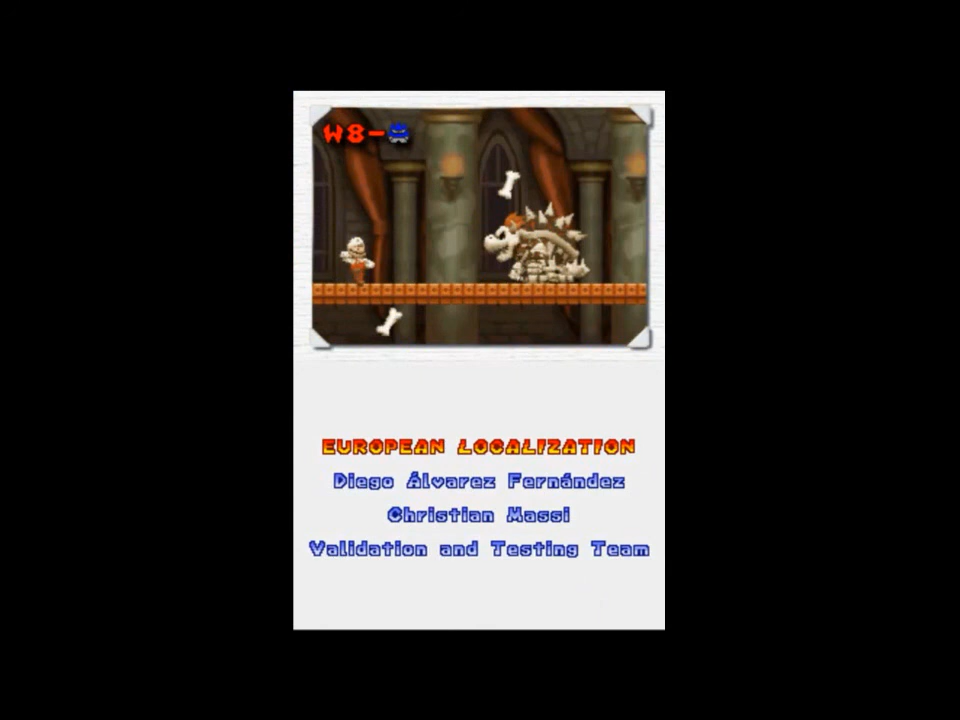 W8-
EUROPEAN LOCALIZATION
Diego Álvarez Fernández
Christian Massi
Validation and Testing Team